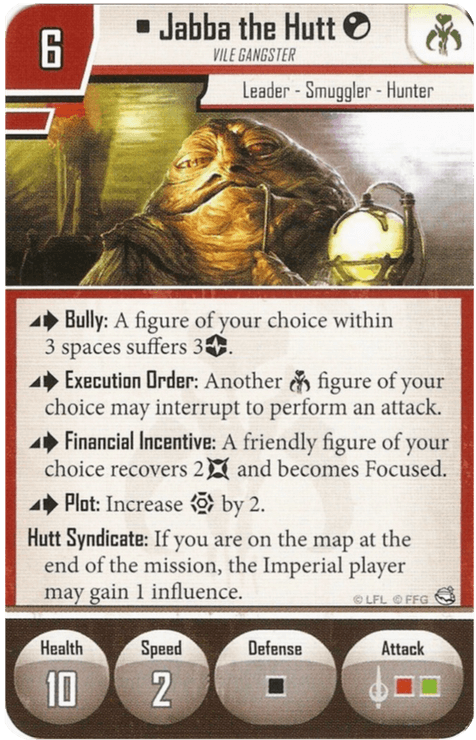 6
Jabba the Hutt
VILE GANGSTER
Leader - Smuggler - Hunter
Bully: A figure of your choice within
3 spaces suffers 3.
Execution Order: Another figure of your
choice may interrupt to perform an attack.
Financial Incentive: A friendly figure of your
choice recovers 2 and becomes Focused.
Plot: Increase by 2.
Hutt Syndicate: If you are on the map at the
end of the mission, the Imperial player
may gain 1 influence.
© LFL © FFG
Health Speed Defense Attack
10 2